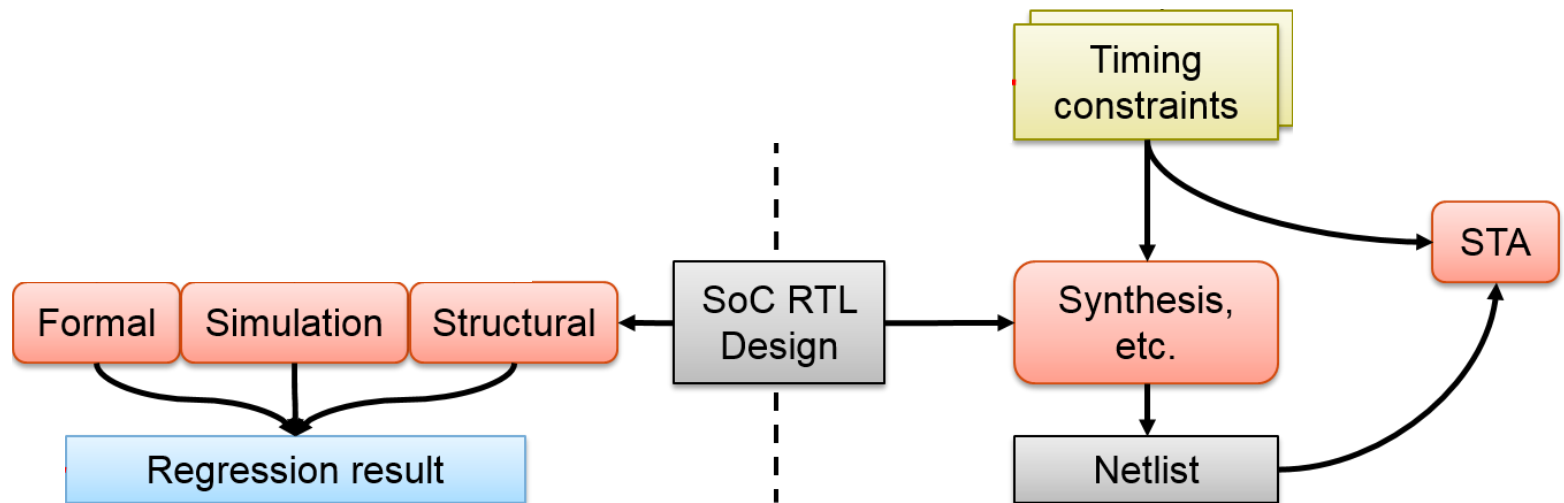 Timing
constraints
STA
Formal
Simulation
Structural
SoC RTL
Design
Synthesis,
etc.
Regression result
Netlist